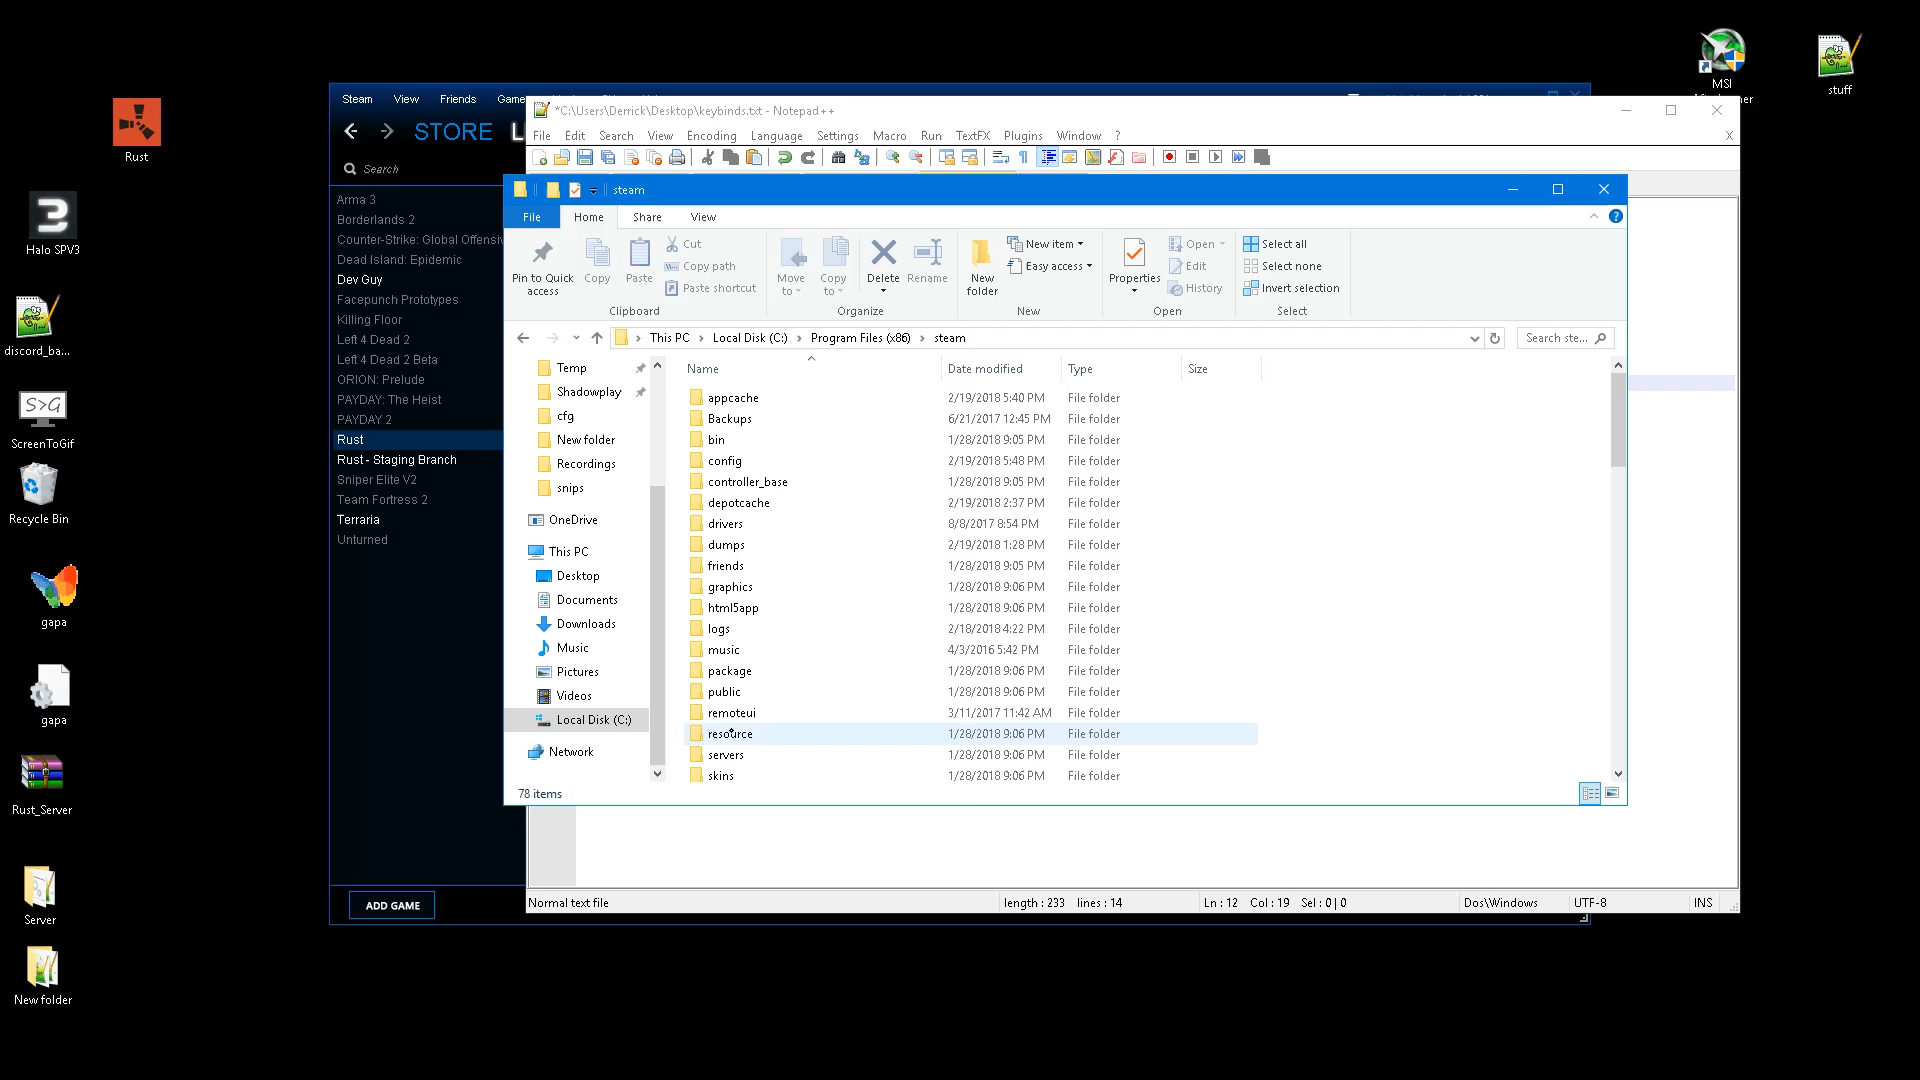 Rust
Halo SPV3
discord_ba...
S>G
ScreenToGif
Recycle Bin
gapa
gapa
Rust_Server
Server
New folder
MSI
stuff
Steam View Friends
STORE
Search
Arma 3
Borderlands 2
Counter-Strike: Global Offensiv
Dead Island: Epidemic
Dev Guy
Facepunch Prototypes
Killing Floor
Left 4 Dead 2
Left 4 Dead 2 Beta
ORION: Prelude
PAYDAY: The Heist
PAYDAY 2
Rust
Rust - Staging Branch
Sniper Elite V2
Team Fortress 2
Terraria
Unturned
ADD GAME
*C:\Users\Derrick\Desktop\keybinds.txt - Notepad++
File Edit Search View Encoding Language Settings Macro Run TextFX Plugins Window ?
X
steam
File Home Share View
Pin to Quick access
Copy
Paste
Cut
Copy path
Paste shortcut
Clipboard
Move to
Copy to
Delete
Rename
Organize
New folder
New item
Easy access
New
Properties
Open
Edit
History
Open
Select all
Select none
Invert selection
Select
This PC > Local Disk (C:) > Program Files (x86) > steam
Search ste...
Temp
Shadowplay
cfg
New folder
Recordings
snips
OneDrive
This PC
Desktop
Documents
Downloads
Music
Pictures
Videos
Local Disk (C:)
Network
Name Date modified Type Size
appcache 2/19/2018 5:40 PM File folder
Backups 6/21/2017 12:45 PM File folder
bin 1/28/2018 9:05 PM File folder
config 2/19/2018 5:48 PM File folder
controller_base 1/28/2018 9:05 PM File folder
depotcache 2/19/2018 2:37 PM File folder
drivers 8/8/2017 8:54 PM File folder
dumps 2/19/2018 1:28 PM File folder
friends 1/28/2018 9:05 PM File folder
graphics 1/28/2018 9:06 PM File folder
html5app 1/28/2018 9:06 PM File folder
logs 2/18/2018 4:22 PM File folder
music 4/3/2016 5:42 PM File folder
package 1/28/2018 9:06 PM File folder
public 1/28/2018 9:06 PM File folder
remoteui 3/11/2017 11:42 AM File folder
resource 1/28/2018 9:06 PM File folder
servers 1/28/2018 9:06 PM File folder
skins 1/28/2018 9:06 PM File folder
78 items
Normal text file length : 233 lines : 14 Ln : 12 Col : 19 Sel : 0 | 0 Dos\Windows UTF-8 INS